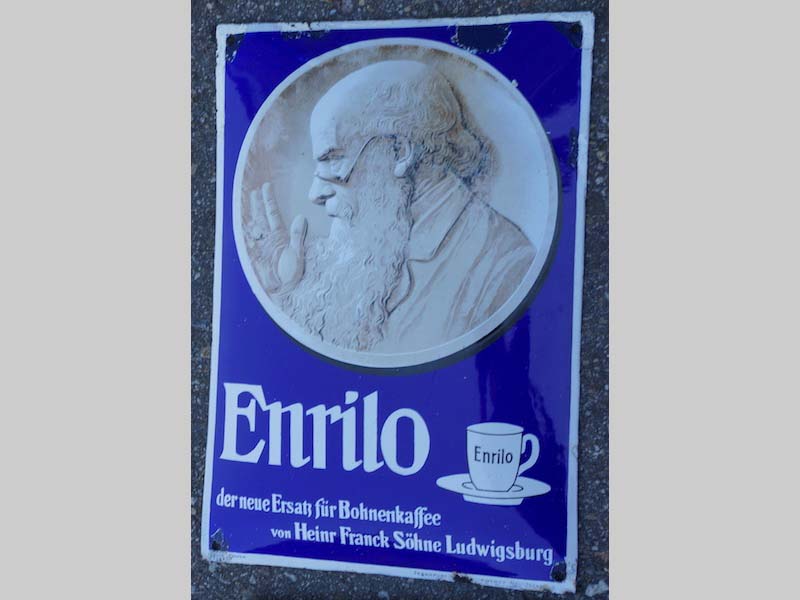 Enrilo
Enrilo
der neue Ersatz für Bohnenkaffee
von Heinr Franck Söhne Ludwigsburg